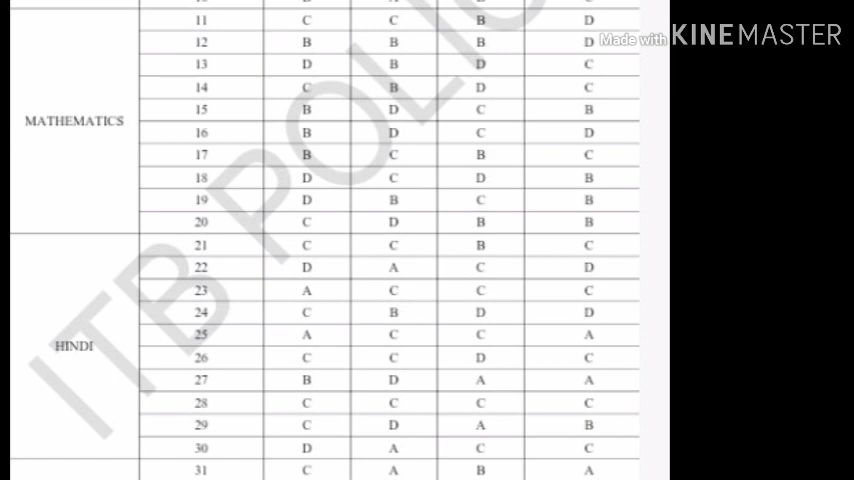 11 C C B D
12 B B B D
Made with KINEMASTER
13 D B D C
14 C B D C
15 B D C B
MATHEMATICS
16 B D C D
17 B C B C
18 D C D B
19 D B C B
20 C D B B
21 C C B C
22 D A C D
23 A C C C
24 C B D D
25 A C C A
HINDI
26 C C D C
27 B D A A
28 C C C C
29 C D A B
30 D A C C
31 C A B A
ITB POLIC